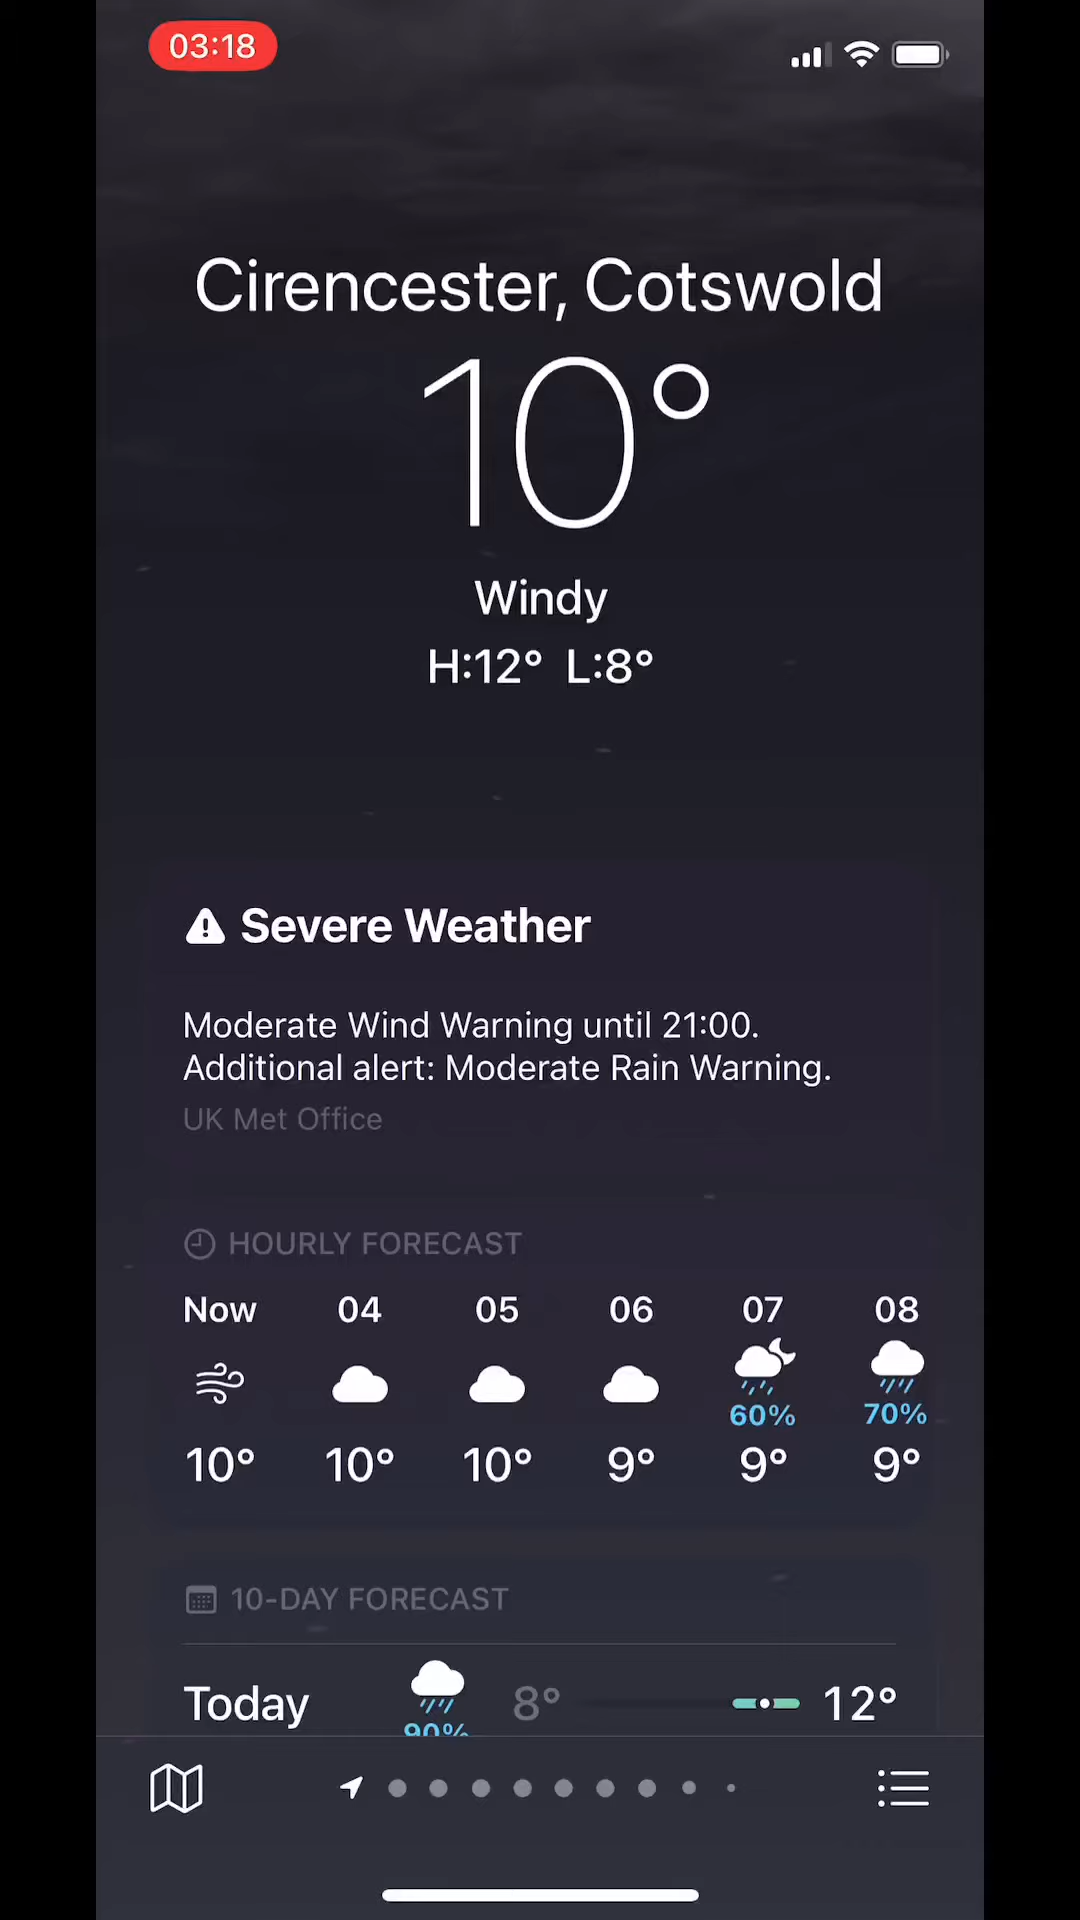 03:18
Cirencester, Cotswold
10°
Windy
H:12° L:8°
Severe Weather
Moderate Wind Warning until 21:00.
Additional alert: Moderate Rain Warning.
UK Met Office
HOURLY FORECAST
Now 04 05 06 07 08
60% 70%
10° 10° 10° 9° 9° 9°
10-DAY FORECAST
Today 8° 12°
90%